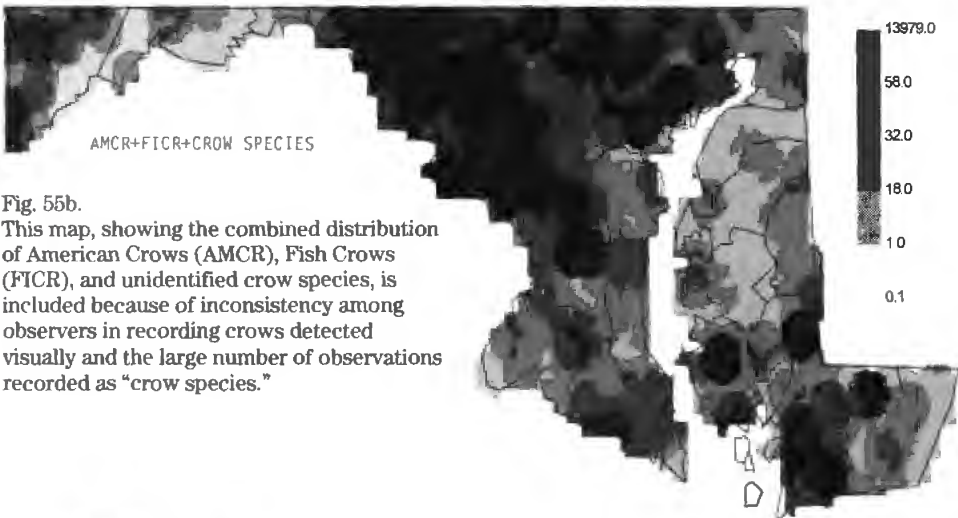 13979.0
58.0
32.0
18.0
1 0
0.1
AMCR+FICR+CROW SPECIES
Fig. 55b.
This map, showing the combined distribution
of American Crows (AMCR), Fish Crows
(FICR), and unidentified crow species, is
included because of inconsistency among
observers in recording crows detected
visually and the large number of observations
recorded as “crow species.”